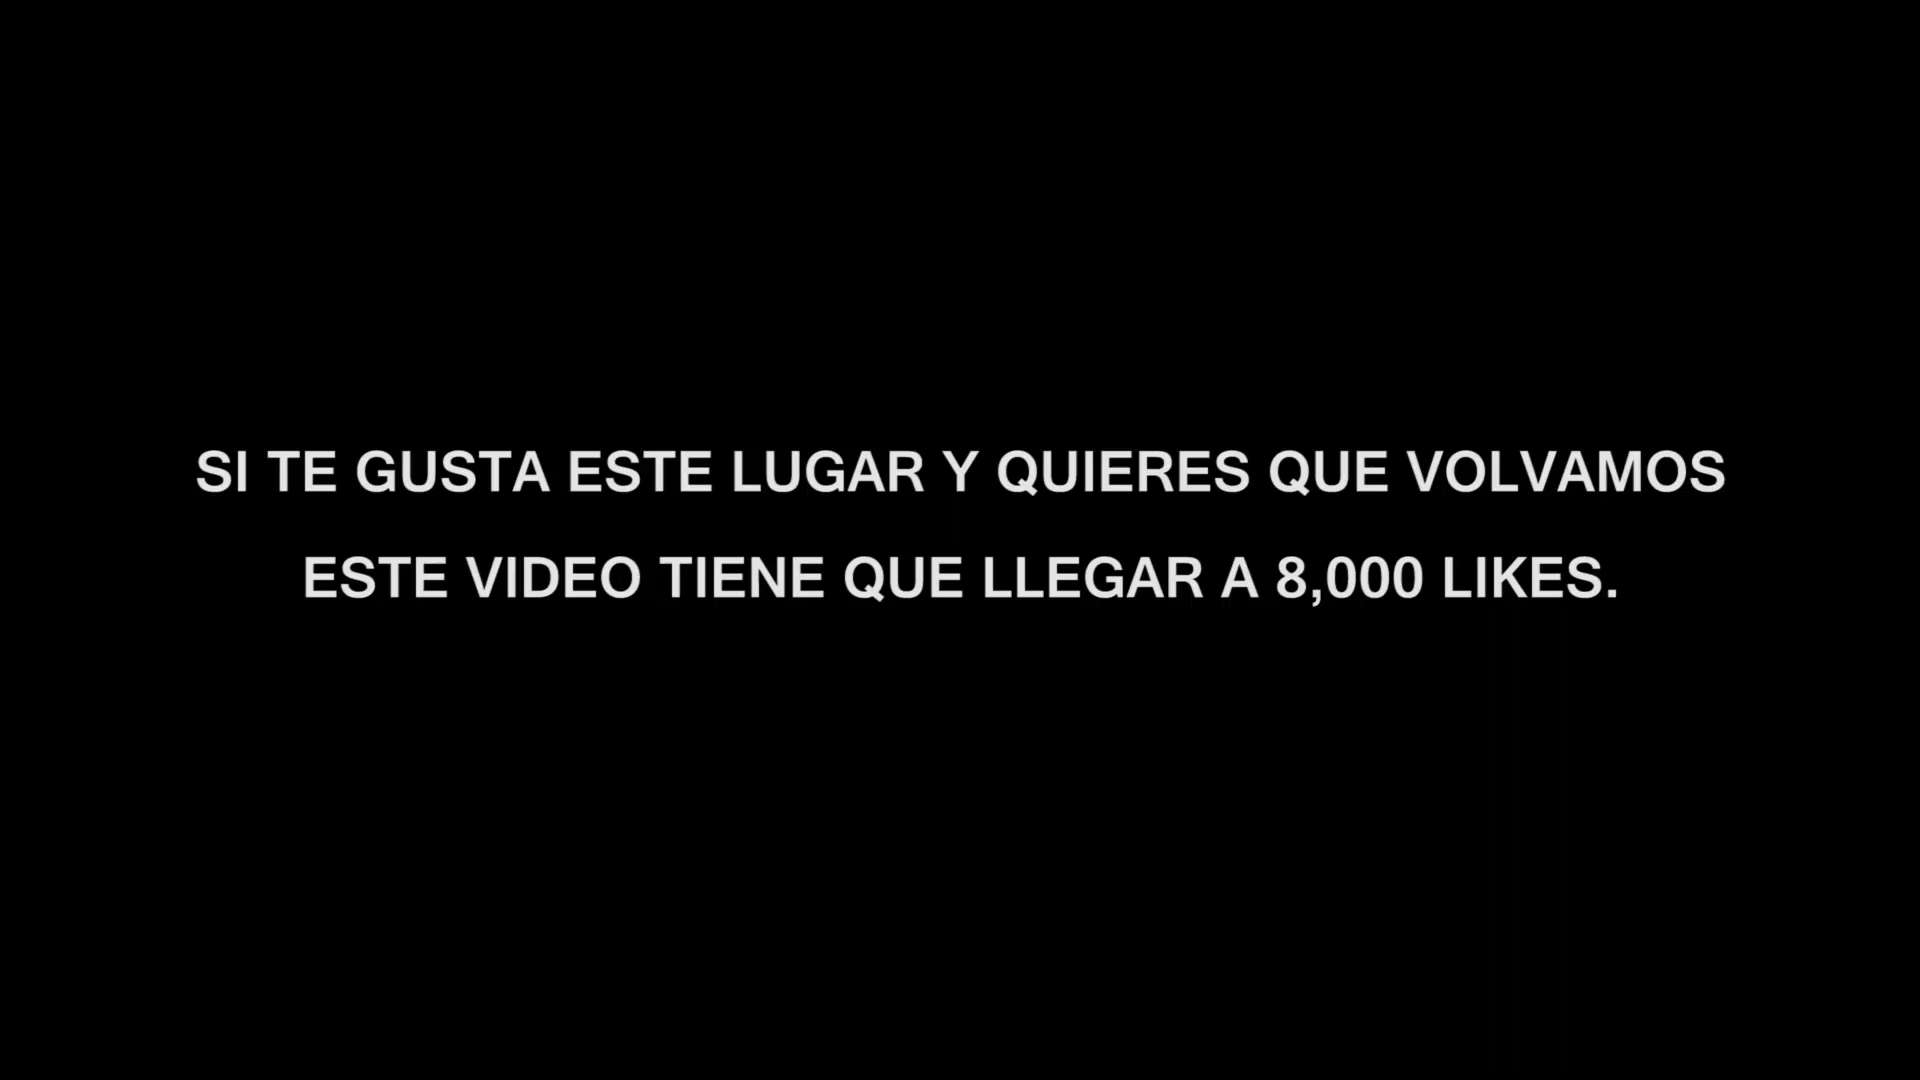 SI TE GUSTA ESTE LUGAR Y QUIERES QUE VOLVAMOS
ESTE VIDEO TIENE QUE LLEGAR A 8,000 LIKES.